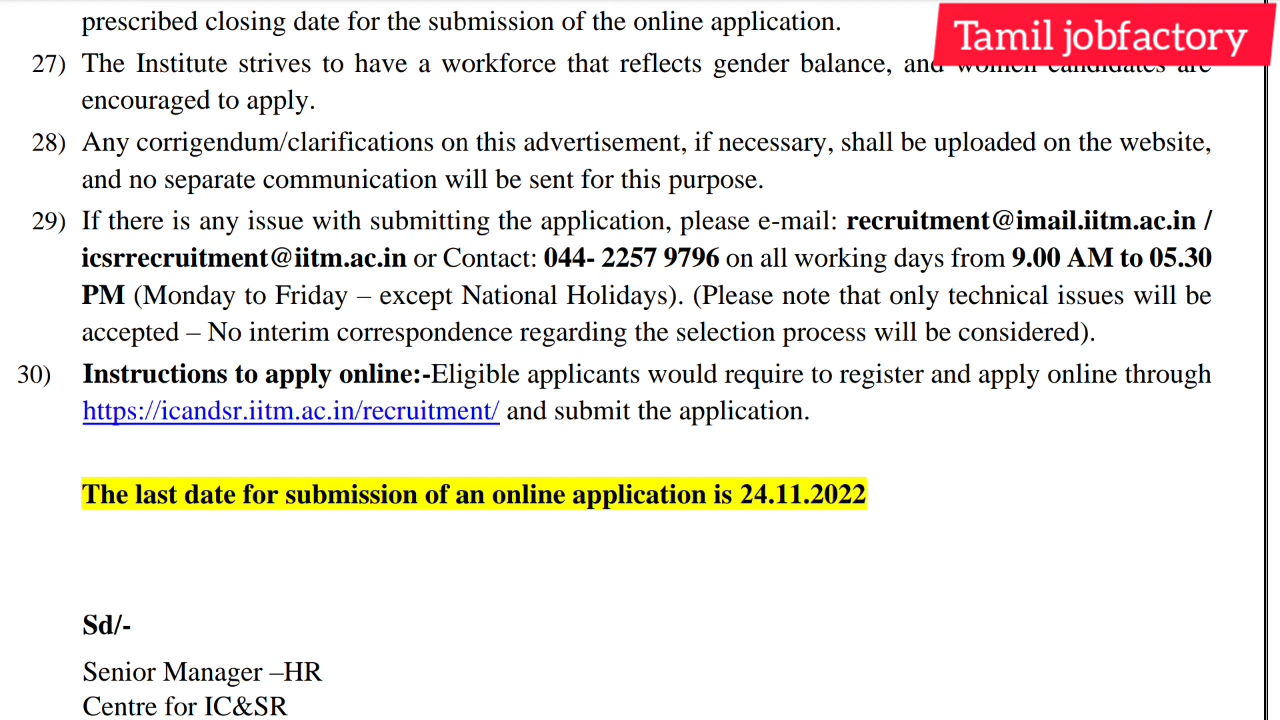 prescribed closing date for the submission of the online application.
Tamil jobfactory
27) The Institute strives to have a workforce that reflects gender balance, and women candidates are
encouraged to apply.
28) Any corrigendum/clarifications on this advertisement, if necessary, shall be uploaded on the website,
and no separate communication will be sent for this purpose.
29) If there is any issue with submitting the application, please e-mail: recruitment@imail.iitm.ac.in /
icsrrecruitment@iitm.ac.in or Contact: 044- 2257 9796 on all working days from 9.00 AM to 05.30
PM (Monday to Friday – except National Holidays). (Please note that only technical issues will be
accepted – No interim correspondence regarding the selection process will be considered).
30) Instructions to apply online:-Eligible applicants would require to register and apply online through
https://icandsr.iitm.ac.in/recruitment/ and submit the application.
The last date for submission of an online application is 24.11.2022
Sd/-
Senior Manager –HR
Centre for IC&SR